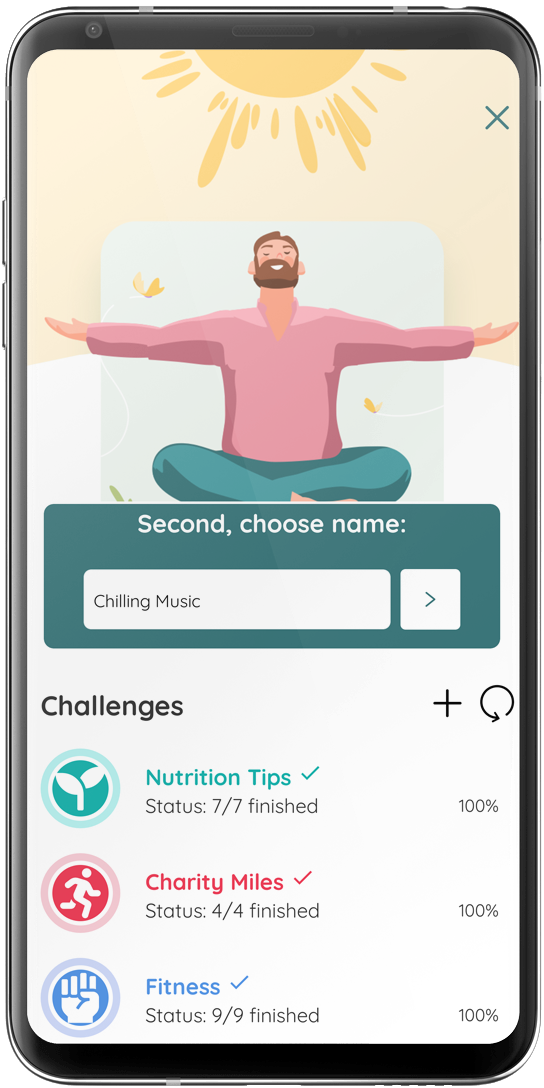 Second, choose name:
Chilling Music
Challenges
Nutrition Tips
Status: 7/7 finished
100%
Charity Miles
Status: 4/4 finished
100%
Fitness
Status: 9/9 finished
100%